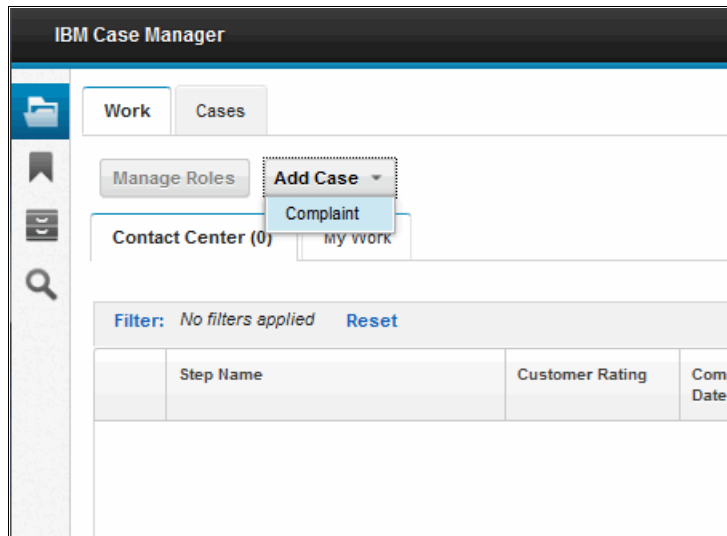 IBM Case Manager
Work Cases
Manage Roles Add Case
Complaint
Contact Center (0) My Work
Filter: No filters applied Reset
Step Name Customer Rating Com
Date